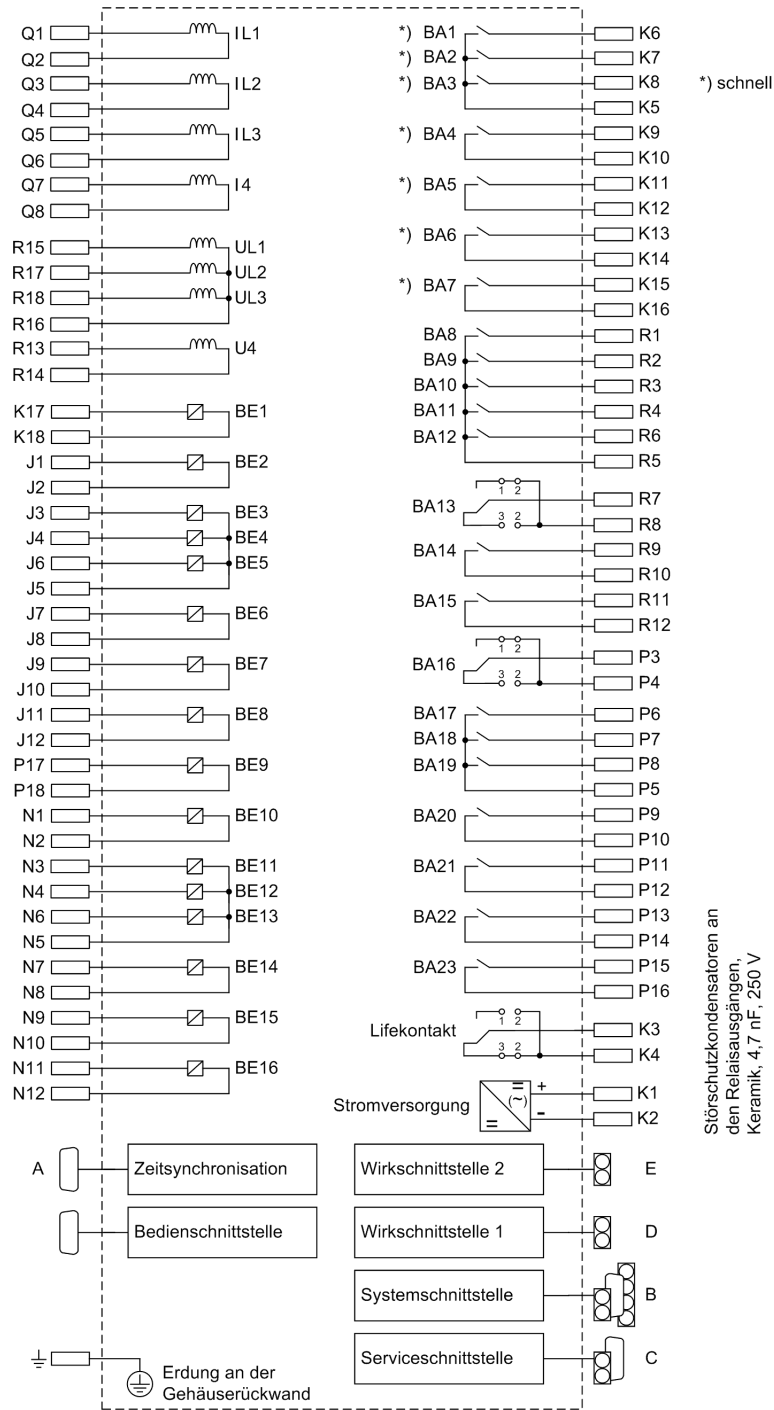 Q1 IL1 *) BA1 K6
Q2 *) BA2 K7
Q3 IL2 *) BA3 K8 *) schnell
Q4 K5
Q5 IL3 *) BA4 K9
Q6 K10
Q7 I4 *) BA5 K11
Q8 K12
*) BA6 K13
R15 UL1
K14
R17 UL2
*) BA7 K15
R18 UL3
K16
R16
BA8 R1
R13 U4
BA9 R2
R14
BA10 R3
K17 BE1 BA11 R4
K18 BA12 R6
J1 BE2 R5
J2
1 2
BA13 R7
J3 BE3
3 2
R8
J4 BE4
BA14 R9
J6 BE5
R10
J5
BA15 R11
J7 BE6
R12
J8
1 2
BA16 P3
J9 BE7
3 2
P4
J10
J11 BE8 BA17 P6
J12 BA18 P7
P17 BE9 BA19 P8
P18 P5
N1 BE10 BA20 P9
N2 P10
N3 BE11 BA21 P11
N4 BE12 P12
N6 BE13 BA22 P13
N5 P14
N7 BE14 BA23 P15
N8 P16
N9 BE15
1 2
Lifekontakt K3
N10
3 2
K4
N11 BE16
N12
Stromversorgung = (~) = + K1
- K2
Störschutzkondensatoren an
den Relaisausgängen,
Keramik, 4,7 nF, 250 V
A Zeitsynchronisation Wirkschnittstelle 2 E
Bedienschnittstelle Wirkschnittstelle 1 D
Systemschnittstelle B
Serviceschnittstelle C
Erdung an der
Gehäuserückwand